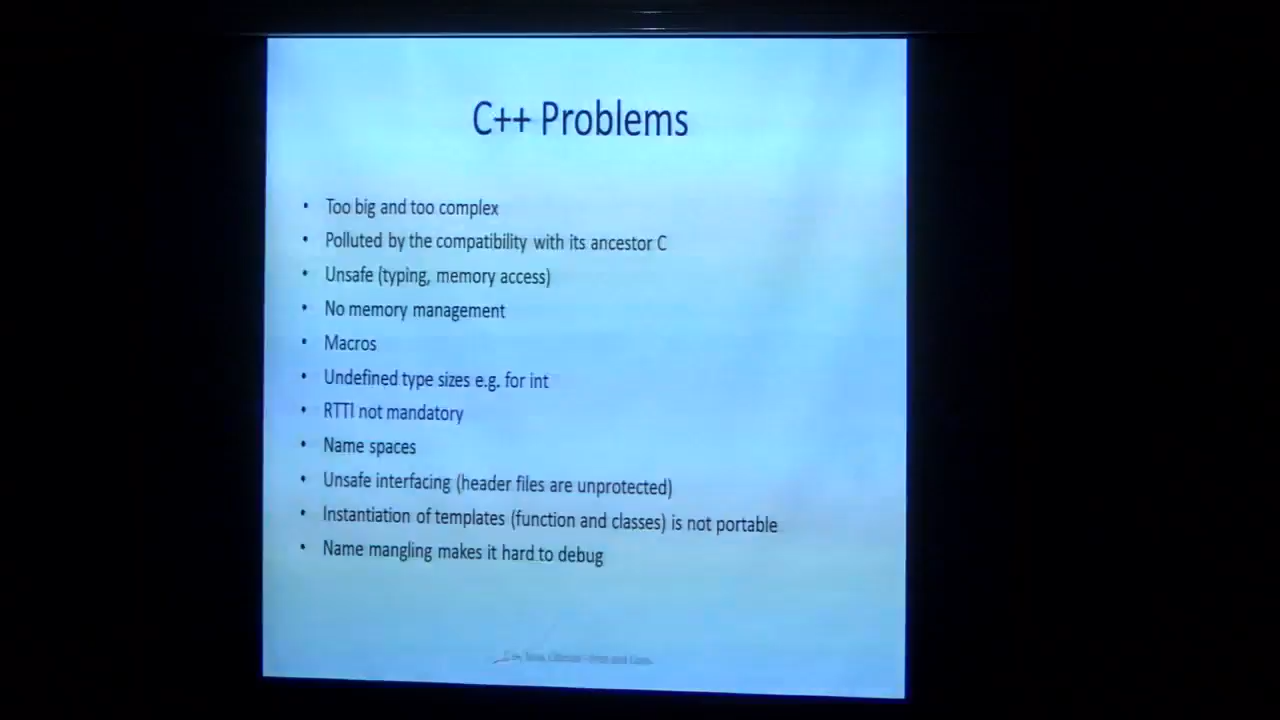 C++ Problems
• Too big and too complex
• Polluted by the compatibility with its ancestor C
• Unsafe (typing, memory access)
• No memory management
• Macros
• Undefined type sizes e.g. for int
• RTTI not mandatory
• Name spaces
• Unsafe interfacing (header files are unprotected)
• Instantiation of templates (function and classes) is not portable
• Name mangling makes it hard to debug